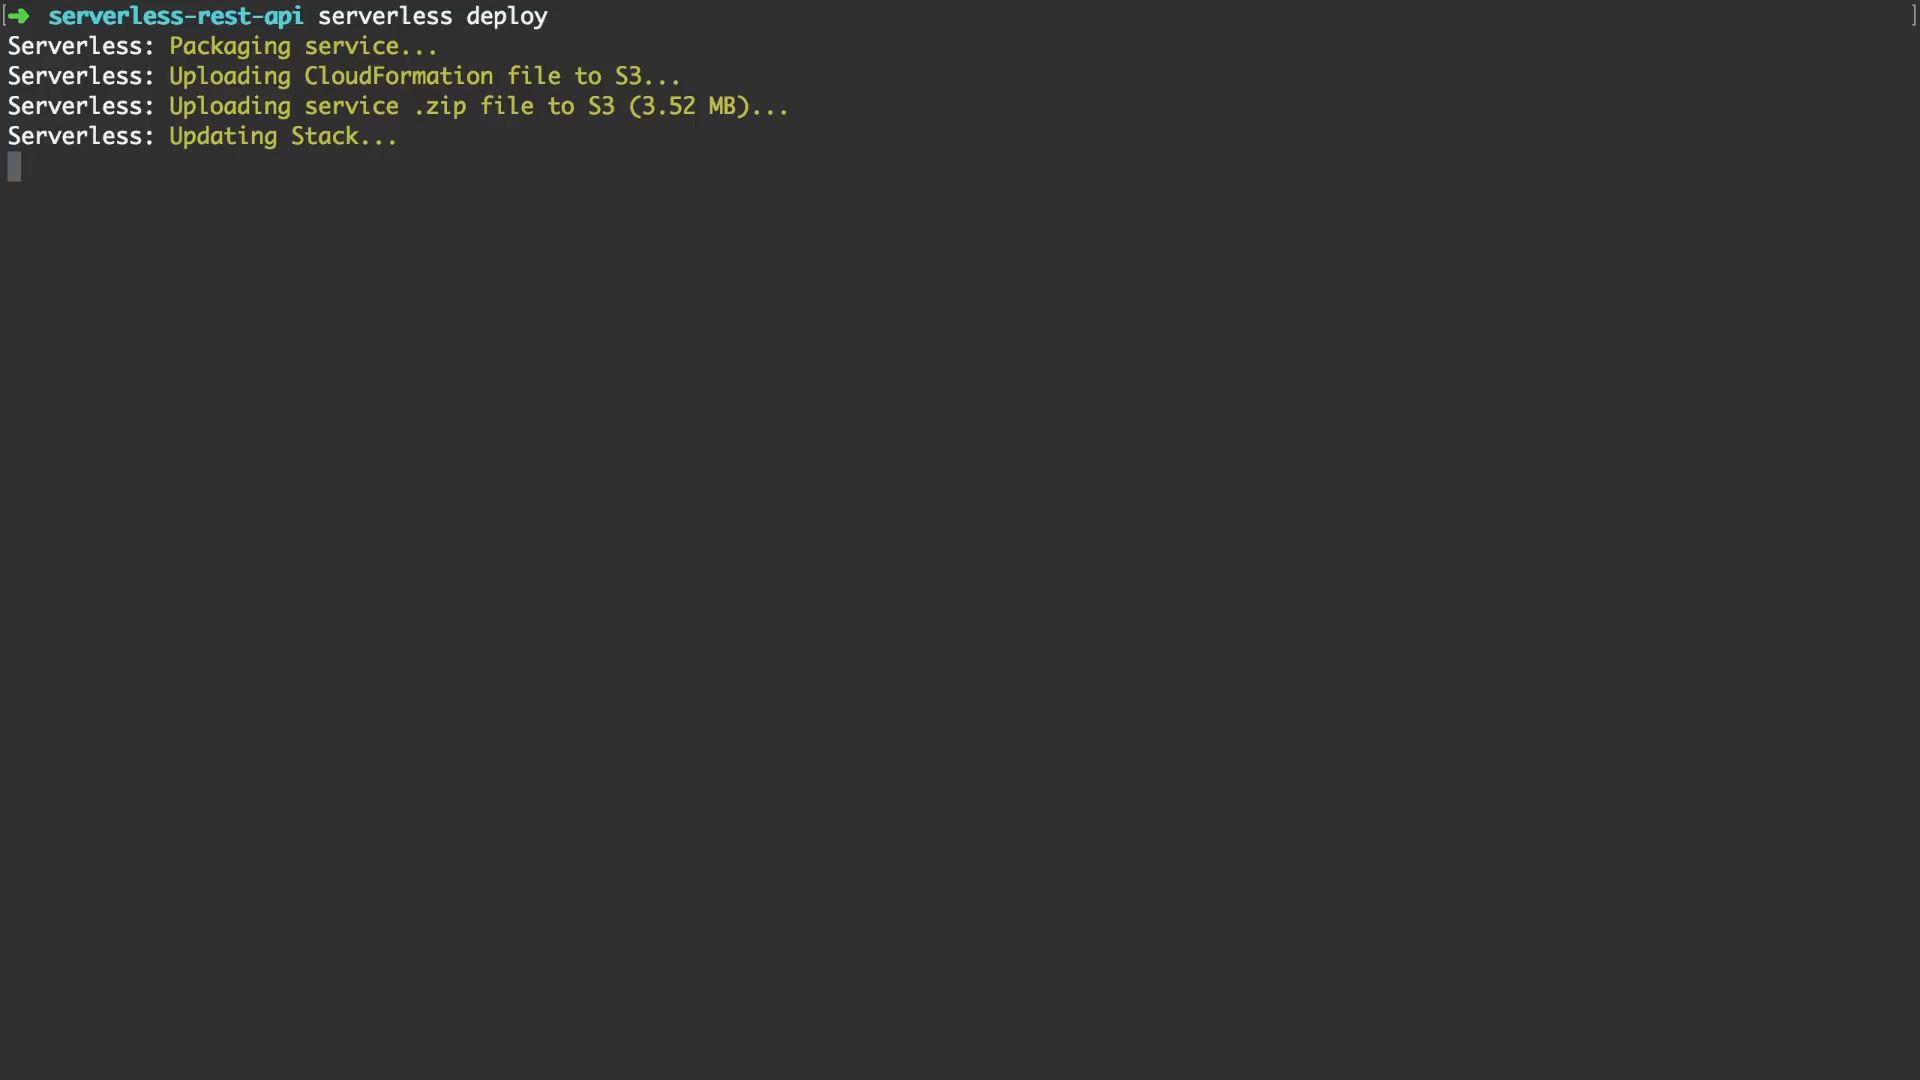 [➜ serverless-rest-api serverless deploy ]
Serverless: Packaging service...
Serverless: Uploading CloudFormation file to S3...
Serverless: Uploading service .zip file to S3 (3.52 MB)...
Serverless: Updating Stack...